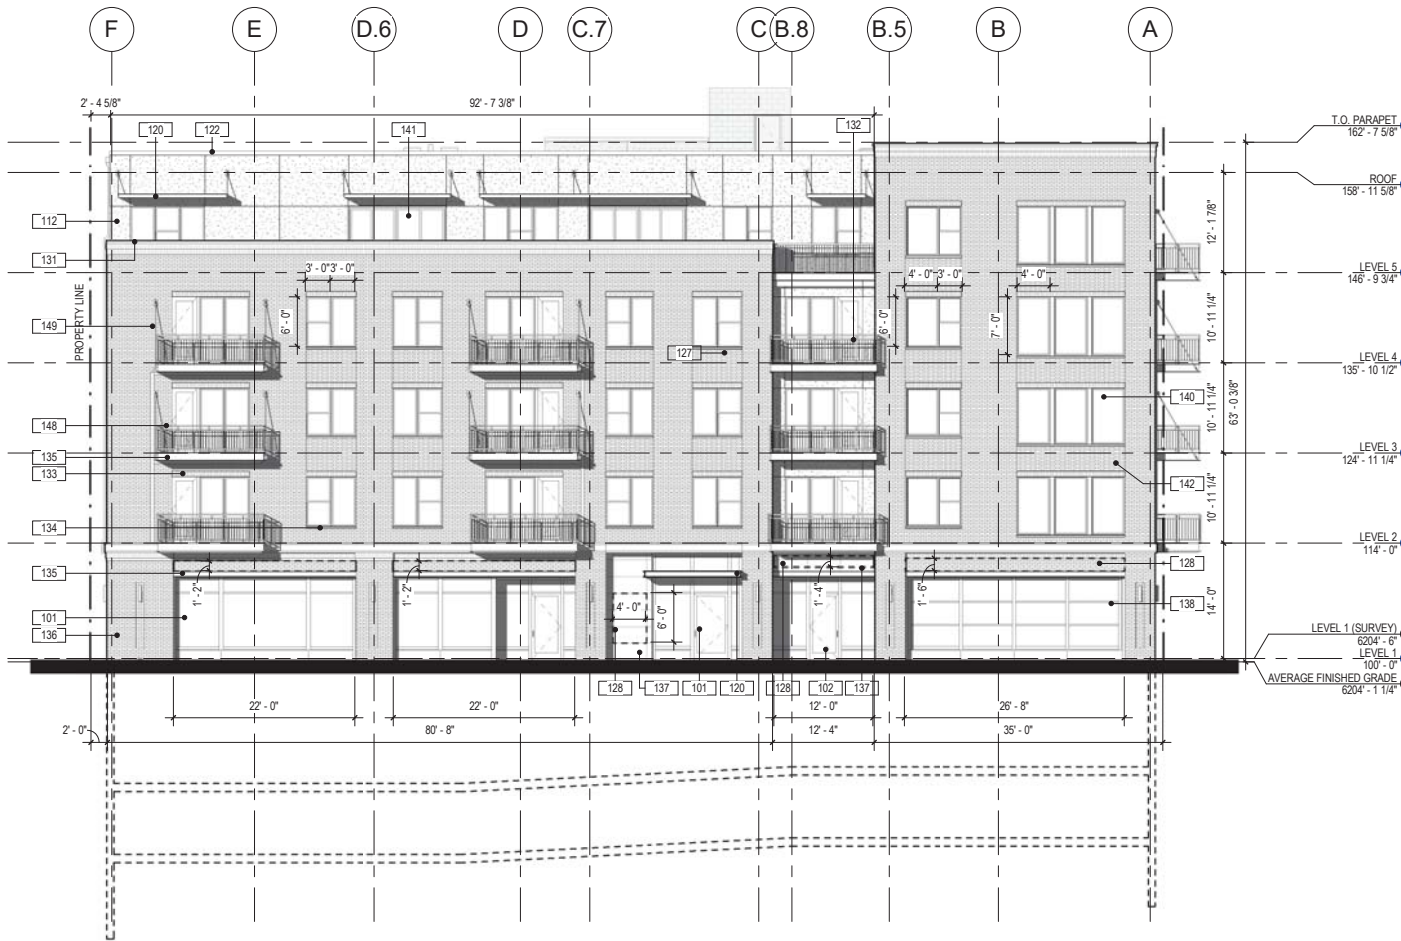 F E D.6 D C.7 C B.8 B.5 B A
2' - 4 5/8" 92' - 7 3/8"
120 122 141 132
T.O. PARAPET
162' - 7 5/8"
ROOF
158' - 11 5/8"
112
12' - 1 7/8"
131
3' - 0" 3' - 0" 4' - 0" 3' - 0" 4' - 0"
LEVEL 5
146' - 9 3/4"
PROPERTY LINE
149
6' - 0" 6' - 0" 7' - 0"
10' - 11 1/4"
127
LEVEL 4
135' - 10 1/2"
140
10' - 11 1/4"
63' - 0 3/8"
148
135
LEVEL 3
124' - 11 1/4"
133
142
10' - 11 1/4"
134
LEVEL 2
114' - 0"
135
128
1' - 2" 1' - 2" 1' - 4" 1' - 6"
4' - 0" 6' - 0"
138
14' - 0"
101
136
LEVEL 1 (SURVEY)
6204' - 6"
LEVEL 1
100' - 0"
AVERAGE FINISHED GRADE
6204' - 1 1/4"
128 137 101 120 128 102 137
22' - 0" 22' - 0" 12' - 0" 26' - 8"
2' - 0" 80' - 8" 12' - 4" 35' - 0"